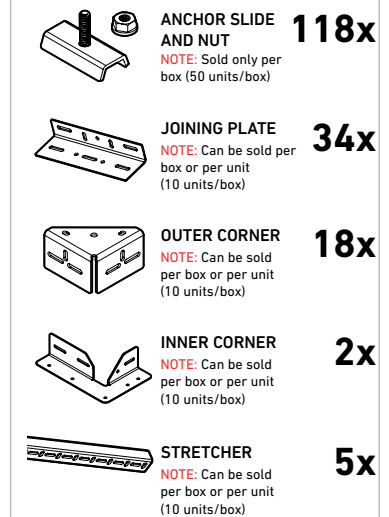 ANCHOR SLIDE
AND NUT
118x
NOTE: Sold only per
box (50 units/box)
JOINING PLATE
34x
NOTE: Can be sold per
box or per unit
(10 units/box)
OUTER CORNER
18x
NOTE: Can be sold
per box or per unit
(10 units/box)
INNER CORNER
2x
NOTE: Can be sold
per box or per unit
(10 units/box)
STRETCHER
5x
NOTE: Can be sold
per box or per unit
(10 units/box)